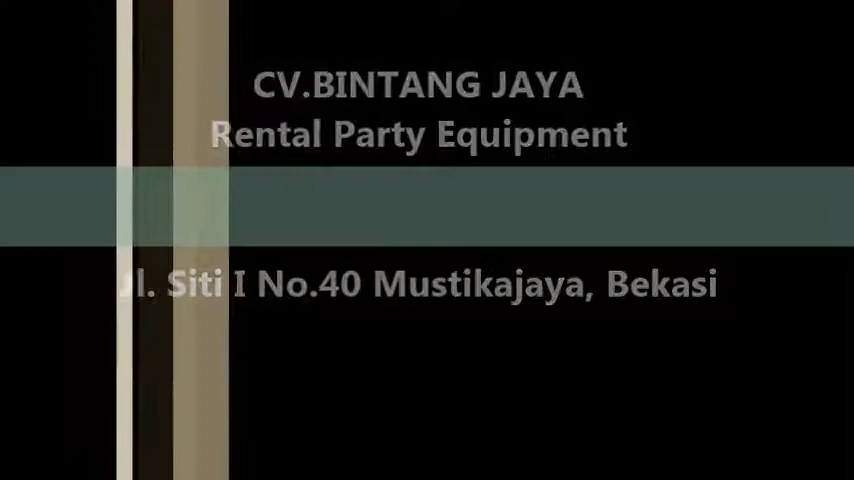 CV.BINTANG JAYA
Rental Party Equipment
Jl. Siti I No.40 Mustikajaya, Bekasi